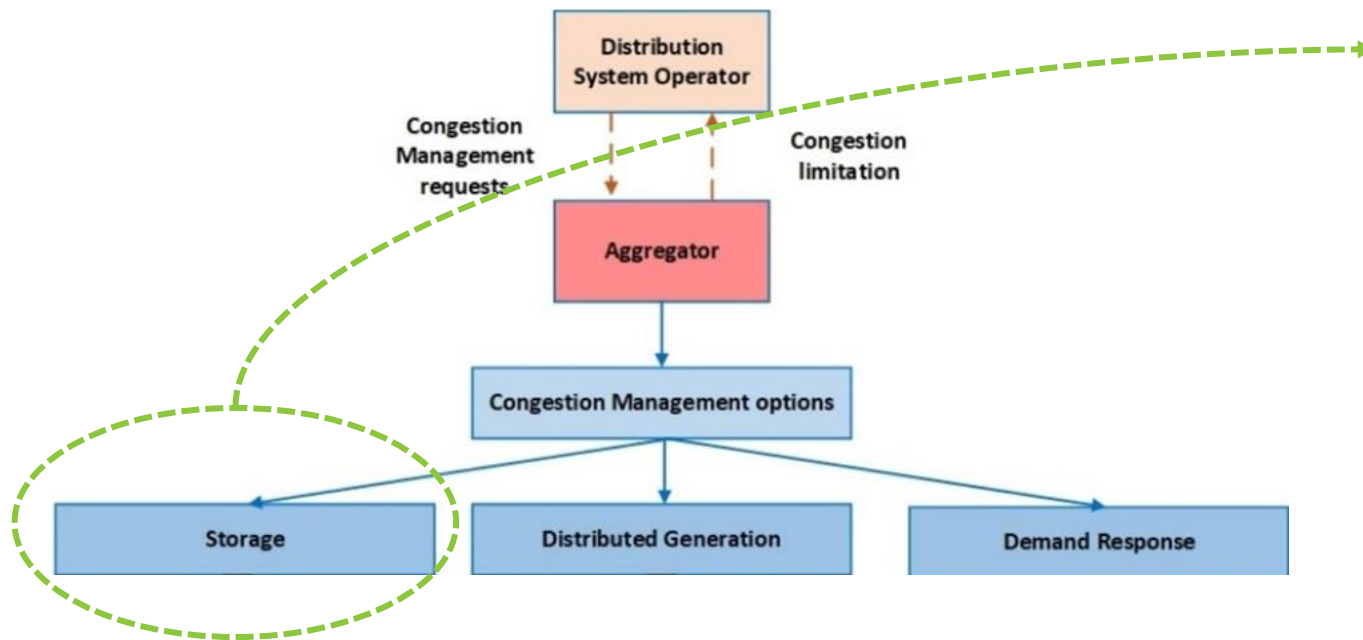 Distribution
System Operator
Congestion
Management
requests
Congestion
limitation
Aggregator
Congestion Management options
Storage
Distributed Generation
Demand Response